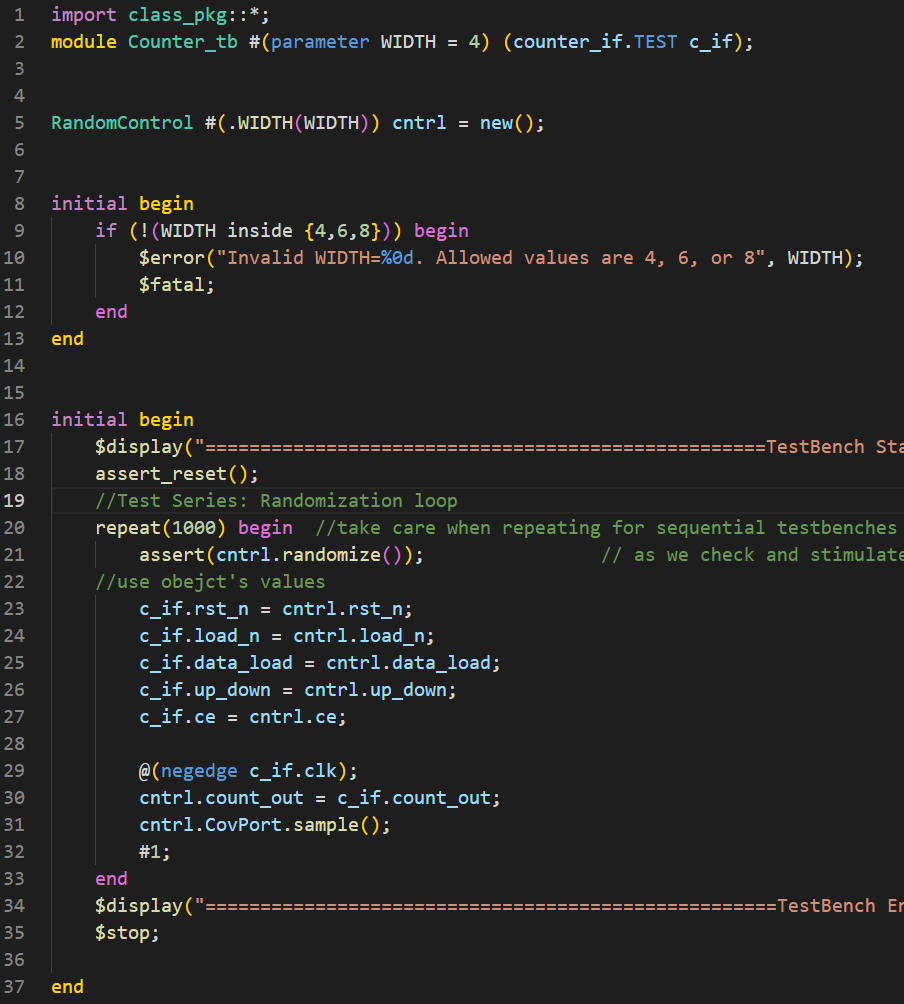 1 import class_pkg::*;
2 module Counter_tb #(parameter WIDTH = 4) (counter_if.TEST c_if);
3
4
5 RandomControl #(.WIDTH(WIDTH)) cntrl = new();
6
7
8 initial begin
9     if (!(WIDTH inside {4,6,8})) begin
10         $error("Invalid WIDTH=%0d. Allowed values are 4, 6, or 8", WIDTH);
11         $fatal;
12     end
13 end
14
15
16 initial begin
17     $display("===================================================TestBench Sta
18     assert_reset();
19     //Test Series: Randomization loop
20     repeat(1000) begin  //take care when repeating for sequential testbenches
21         assert(cntrl.randomize());                // as we check and stimulate
22     //use obejct's values
23         c_if.rst_n = cntrl.rst_n;
24         c_if.load_n = cntrl.load_n;
25         c_if.data_load = cntrl.data_load;
26         c_if.up_down = cntrl.up_down;
27         c_if.ce = cntrl.ce;
28
29         @(negedge c_if.clk);
30         cntrl.count_out = c_if.count_out;
31         cntrl.CovPort.sample();
32         #1;
33     end
34     $display("====================================================TestBench En
35     $stop;
36
37 end